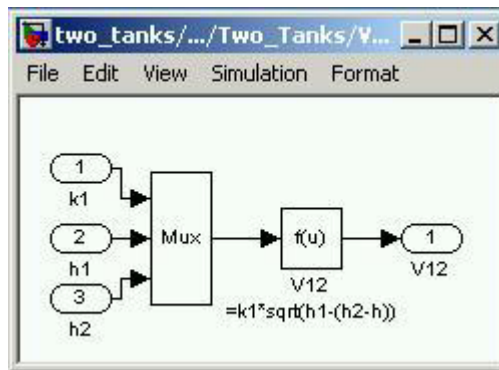 two_tanks/.../Two_Tanks/V...
File Edit View Simulation Format
1
k1
2
h1
3
h2
Mux
f(u)
V12
=k1*sqrt(h1-(h2-h))
1
V12